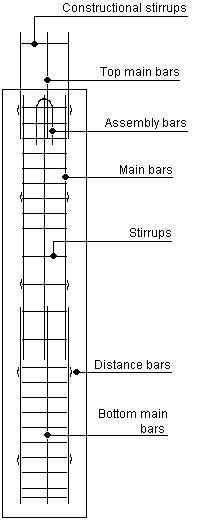 Constructional stirrups
Top main bars
Assembly bars
Main bars
Stirrups
Distance bars
Bottom main
bars